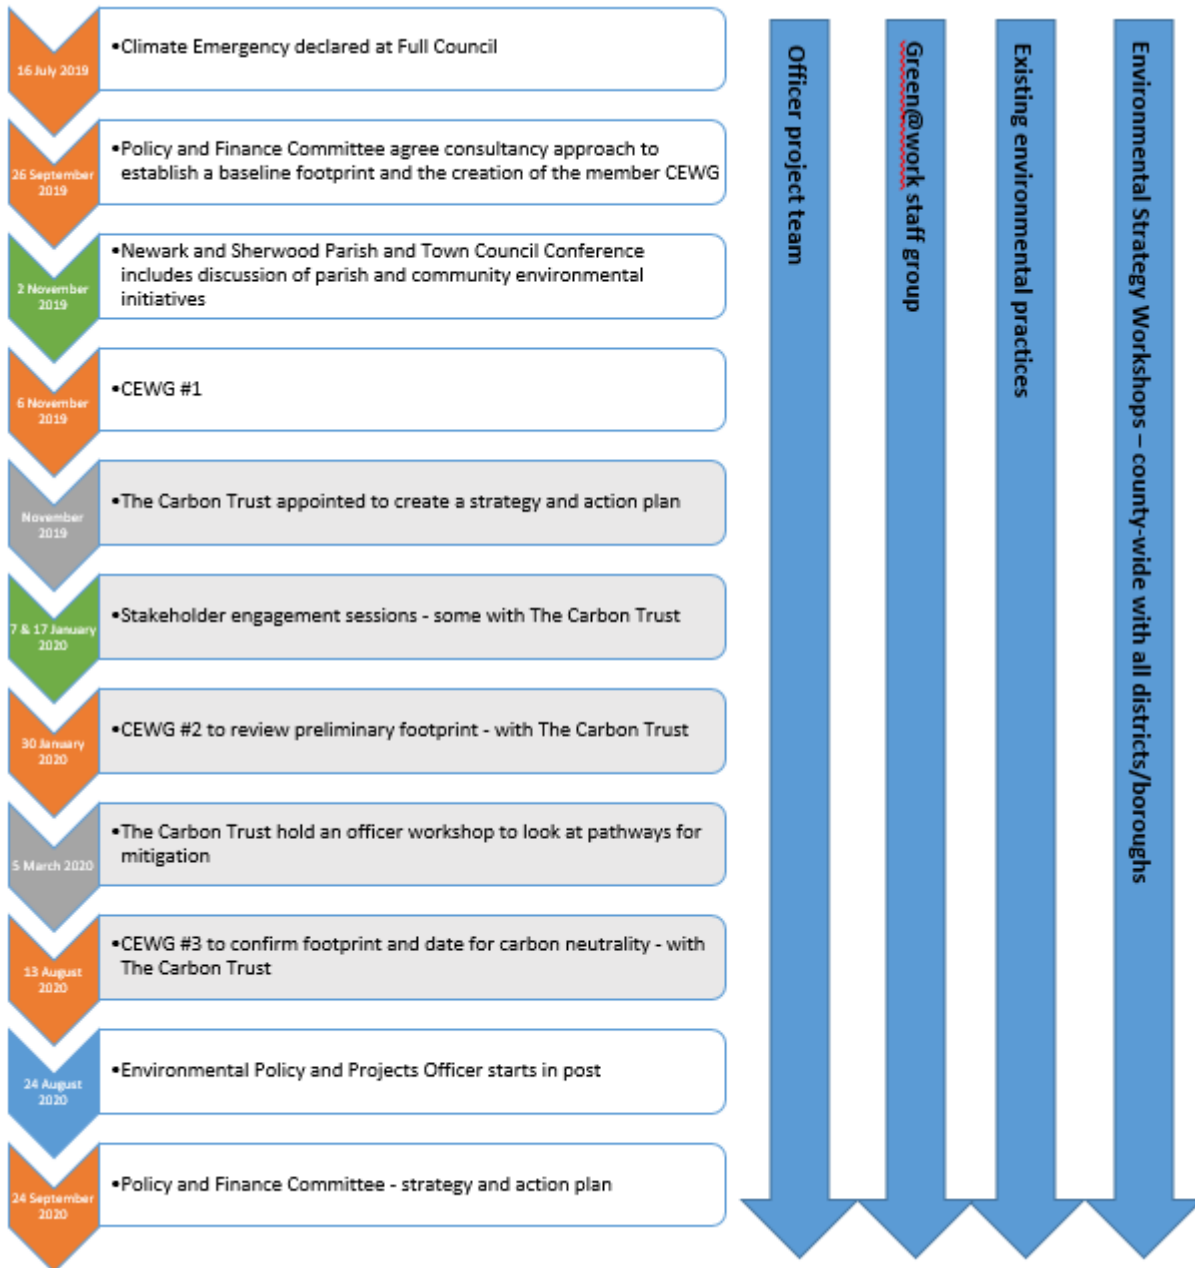 16 July 2019
•Climate Emergency declared at Full Council
26 September
2019
•Policy and Finance Committee agree consultancy approach to
establish a baseline footprint and the creation of the member CEWG
2 November
2019
•Newark and Sherwood Parish and Town Council Conference
includes discussion of parish and community environmental
initiatives
6 November
2019
•CEWG #1
November
2019
•The Carbon Trust appointed to create a strategy and action plan
7 & 17 January
2020
•Stakeholder engagement sessions - some with The Carbon Trust
30 January
2020
•CEWG #2 to review preliminary footprint - with The Carbon Trust
5 March 2020
•The Carbon Trust hold an officer workshop to look at pathways for
mitigation
13 August
2020
•CEWG #3 to confirm footprint and date for carbon neutrality - with
The Carbon Trust
24 August
2020
•Environmental Policy and Projects Officer starts in post
24 September
2020
•Policy and Finance Committee - strategy and action plan
Officer project team
Green@work staff group
Existing environmental practices
Environmental Strategy Workshops – county-wide with all districts/boroughs